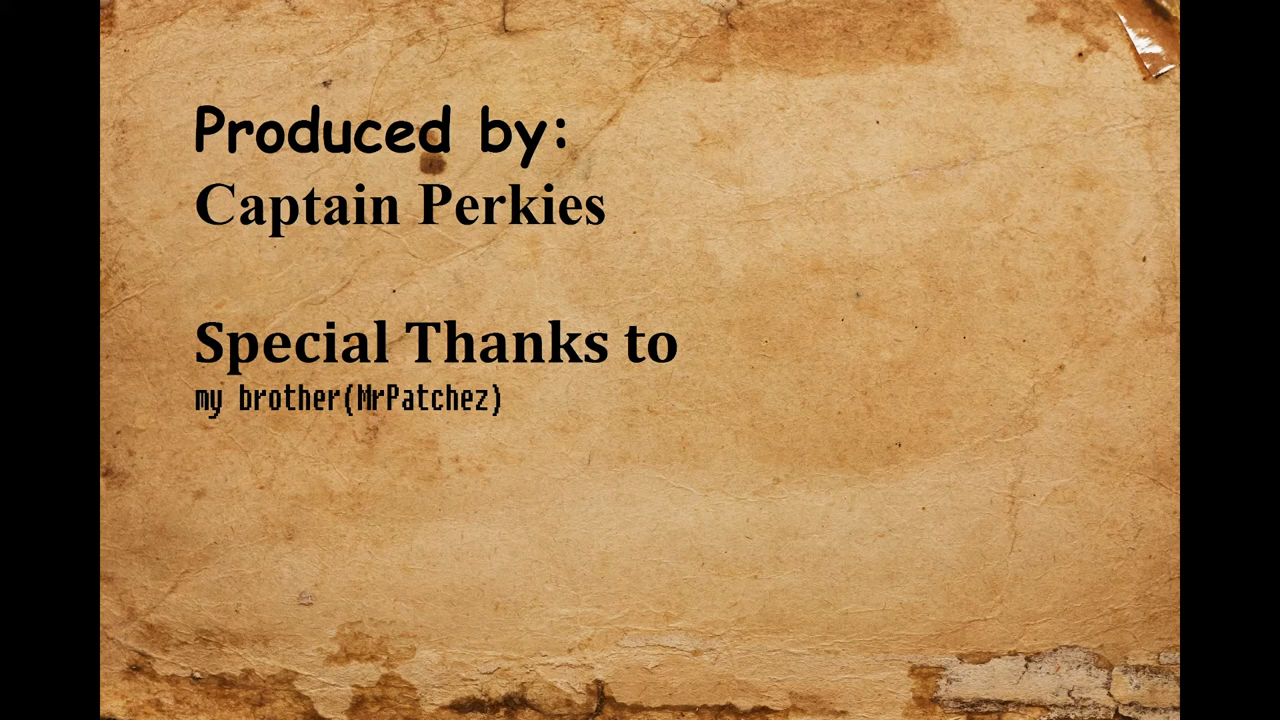 Produced by:
Captain Perkies
Special Thanks to
my brother(MrPatchez)